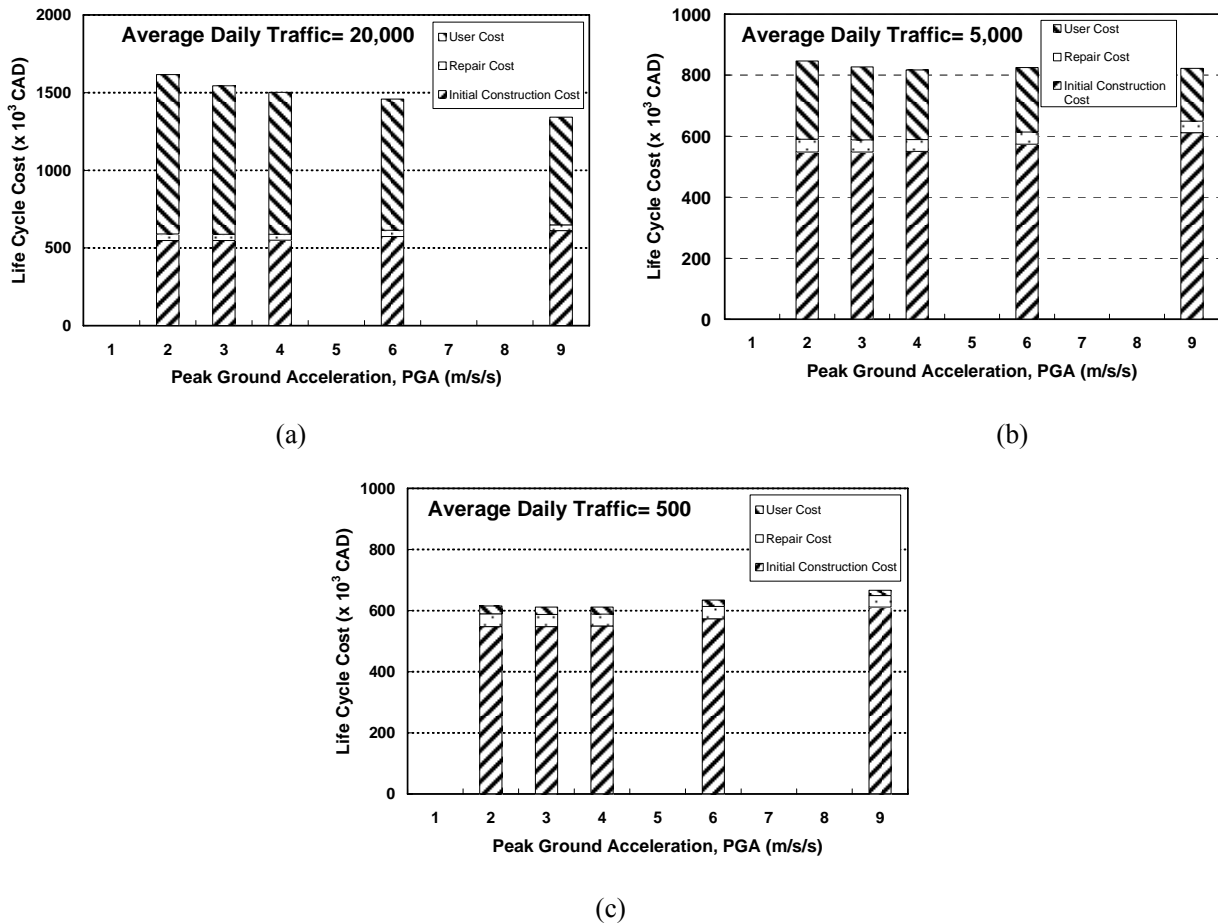 Average Daily Traffic= 20,000
User Cost
Repair Cost
Initial Construction Cost
Life Cycle Cost (x 10³ CAD)
2000
1500
1000
500
0
1 2 3 4 5 6 7 8 9
Peak Ground Acceleration, PGA (m/s/s)
(a)
Average Daily Traffic= 5,000
User Cost
Repair Cost
Initial Construction
Cost
Life Cycle Cost (x 10³ CAD)
1000
800
600
400
200
0
1 2 3 4 5 6 7 8 9
Peak Ground Acceleration, PGA (m/s/s)
(b)
Average Daily Traffic= 500
User Cost
Repair Cost
Initial Construction Cost
Life Cycle Cost (x 10³ CAD)
1000
800
600
400
200
0
1 2 3 4 5 6 7 8 9
Peak Ground Acceleration, PGA (m/s/s)
(c)